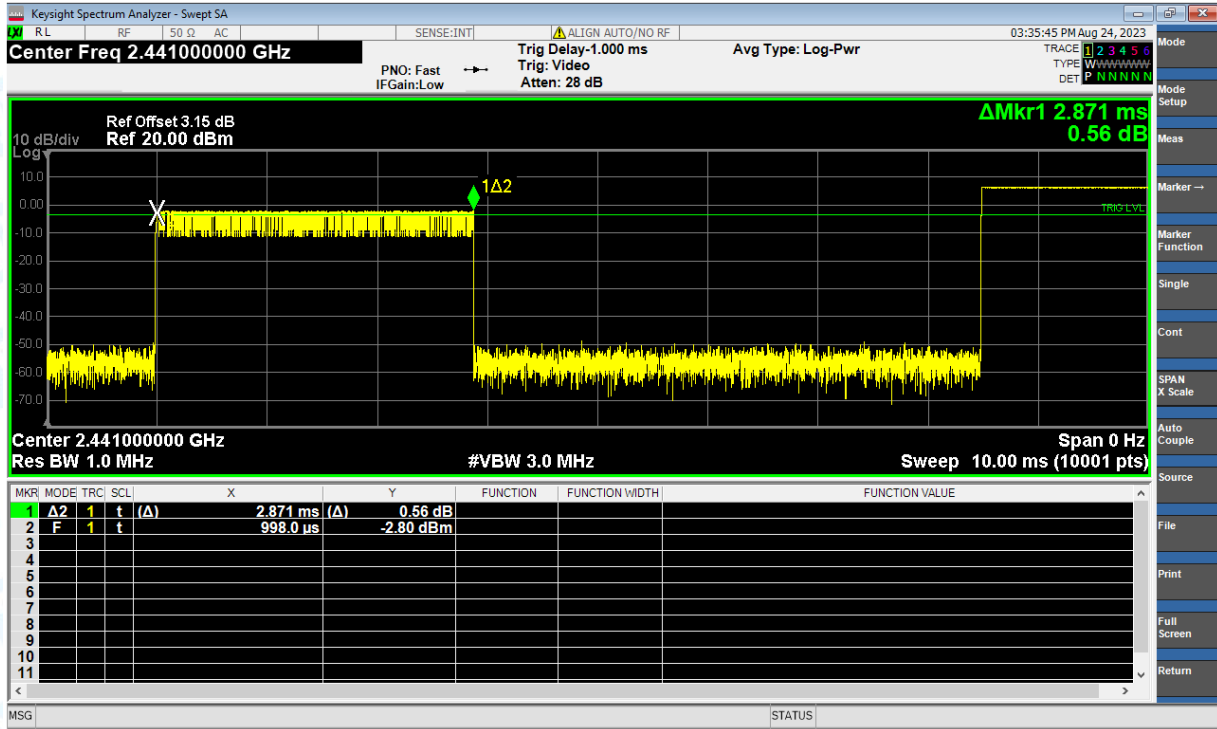 Keysight Spectrum Analyzer - Swept SA
LXI RL RF 50 Ω AC SENSE:INT ALIGN AUTO/NO RF 03:35:45 PM Aug 24, 2023
Center Freq 2.441000000 GHz
PNO: Fast
IFGain:Low
Trig Delay-1.000 ms
Trig: Video
Atten: 28 dB
Avg Type: Log-Pwr
TRACE 1 2 3 4 5 6
TYPE WWWWWW
DET P N N N N N
ΔMkr1 2.871 ms
0.56 dB
Ref Offset 3.15 dB
10 dB/div Ref 20.00 dBm
Log
10.0
0.00
-10.0
-20.0
-30.0
-40.0
-50.0
-60.0
-70.0
1Δ2
TRIG LVL
Center 2.441000000 GHz Span 0 Hz
Res BW 1.0 MHz #VBW 3.0 MHz Sweep 10.00 ms (10001 pts)
MKR MODE TRC SCL X Y FUNCTION FUNCTION WIDTH FUNCTION VALUE
1 Δ2 1 t (Δ) 2.871 ms (Δ) 0.56 dB
2 F 1 t 998.0 µs -2.80 dBm
3
4
5
6
7
8
9
10
11
MSG STATUS
Mode
Mode
Setup
Meas
Marker →
Marker
Function
Single
Cont
SPAN
X Scale
Auto
Couple
Source
File
Print
Full
Screen
Return